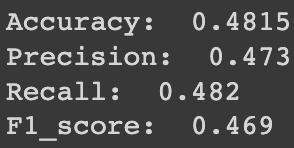 Accuracy:  0.4815
Precision:  0.473
Recall:  0.482
F1_score:  0.469